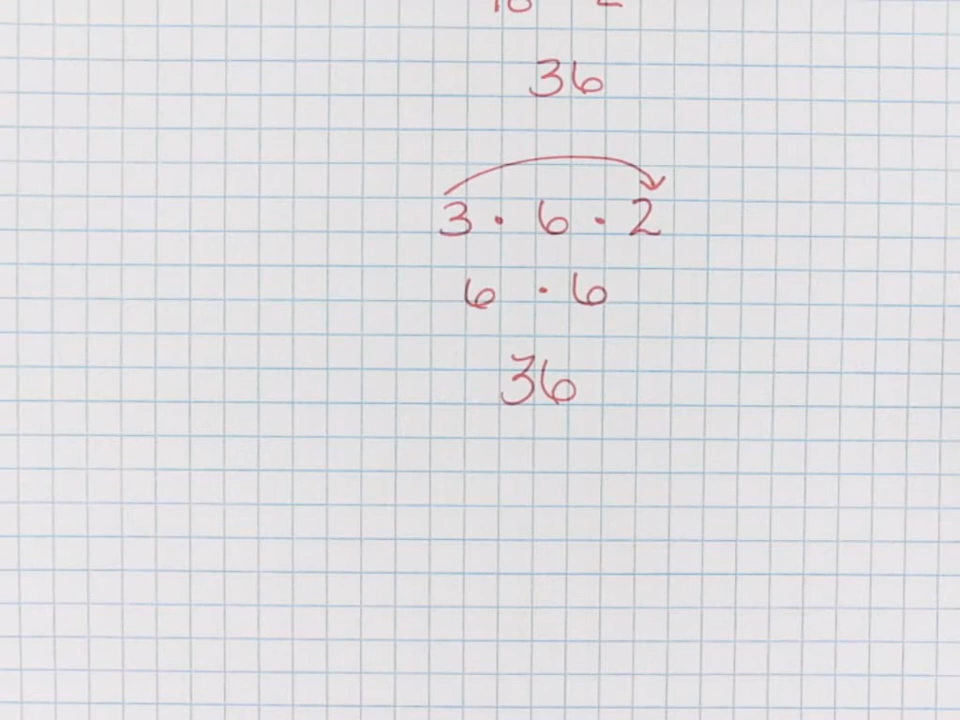 36
3 · 6 · 2
6 · 6
36